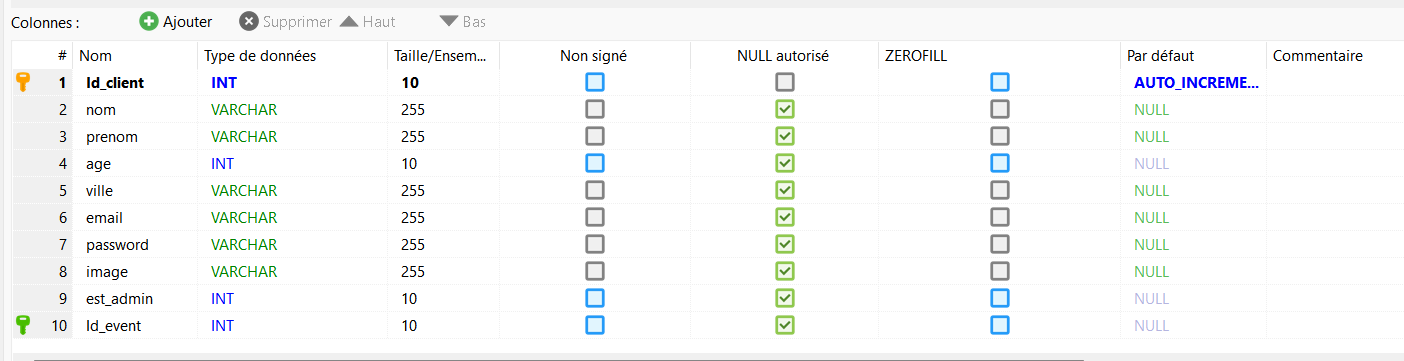 Colonnes : Ajouter Supprimer Haut Bas
# Nom Type de données Taille/Ensem... Non signé NULL autorisé ZEROFILL Par défaut Commentaire
1 Id_client INT 10 AUTO_INCREME...
2 nom VARCHAR 255 NULL
3 prenom VARCHAR 255 NULL
4 age INT 10 NULL
5 ville VARCHAR 255 NULL
6 email VARCHAR 255 NULL
7 password VARCHAR 255 NULL
8 image VARCHAR 255 NULL
9 est_admin INT 10 NULL
10 Id_event INT 10 NULL